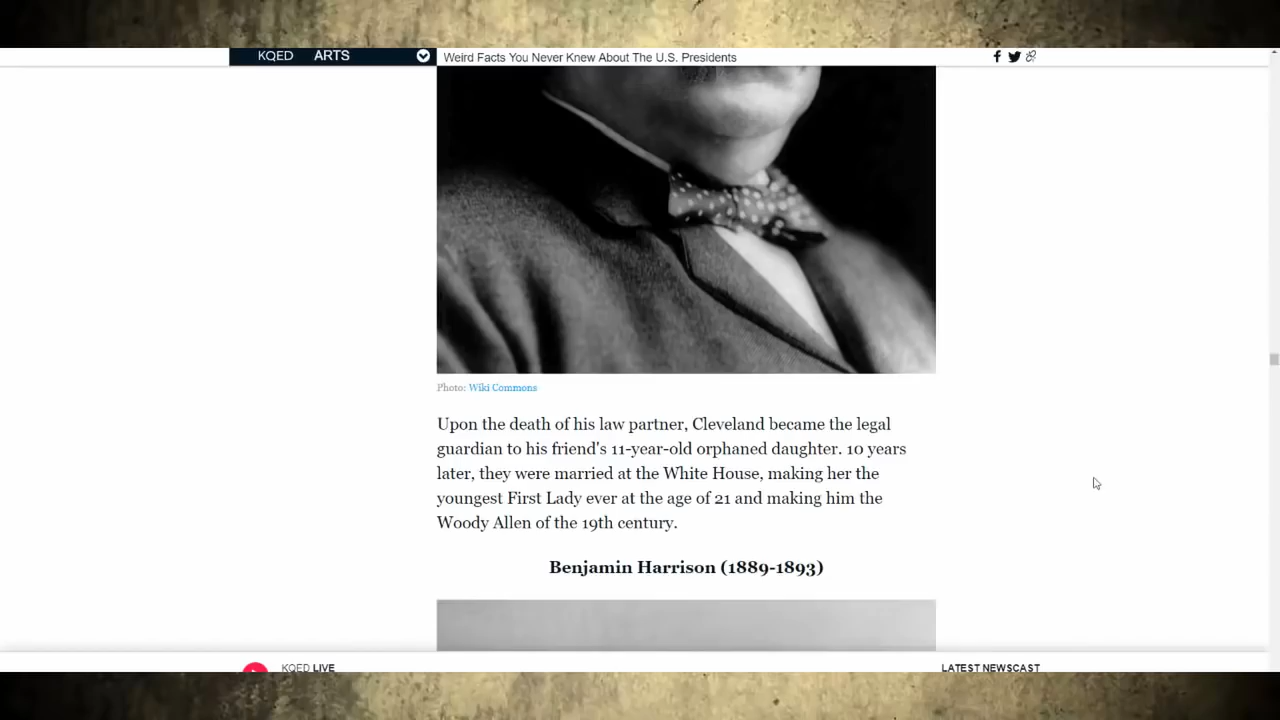 KQED ARTS Weird Facts You Never Knew About The U.S. Presidents
Photo: Wiki Commons
Upon the death of his law partner, Cleveland became the legal
guardian to his friend's 11-year-old orphaned daughter. 10 years
later, they were married at the White House, making her the
youngest First Lady ever at the age of 21 and making him the
Woody Allen of the 19th century.
Benjamin Harrison (1889-1893)
KQED LIVE LATEST NEWSCAST